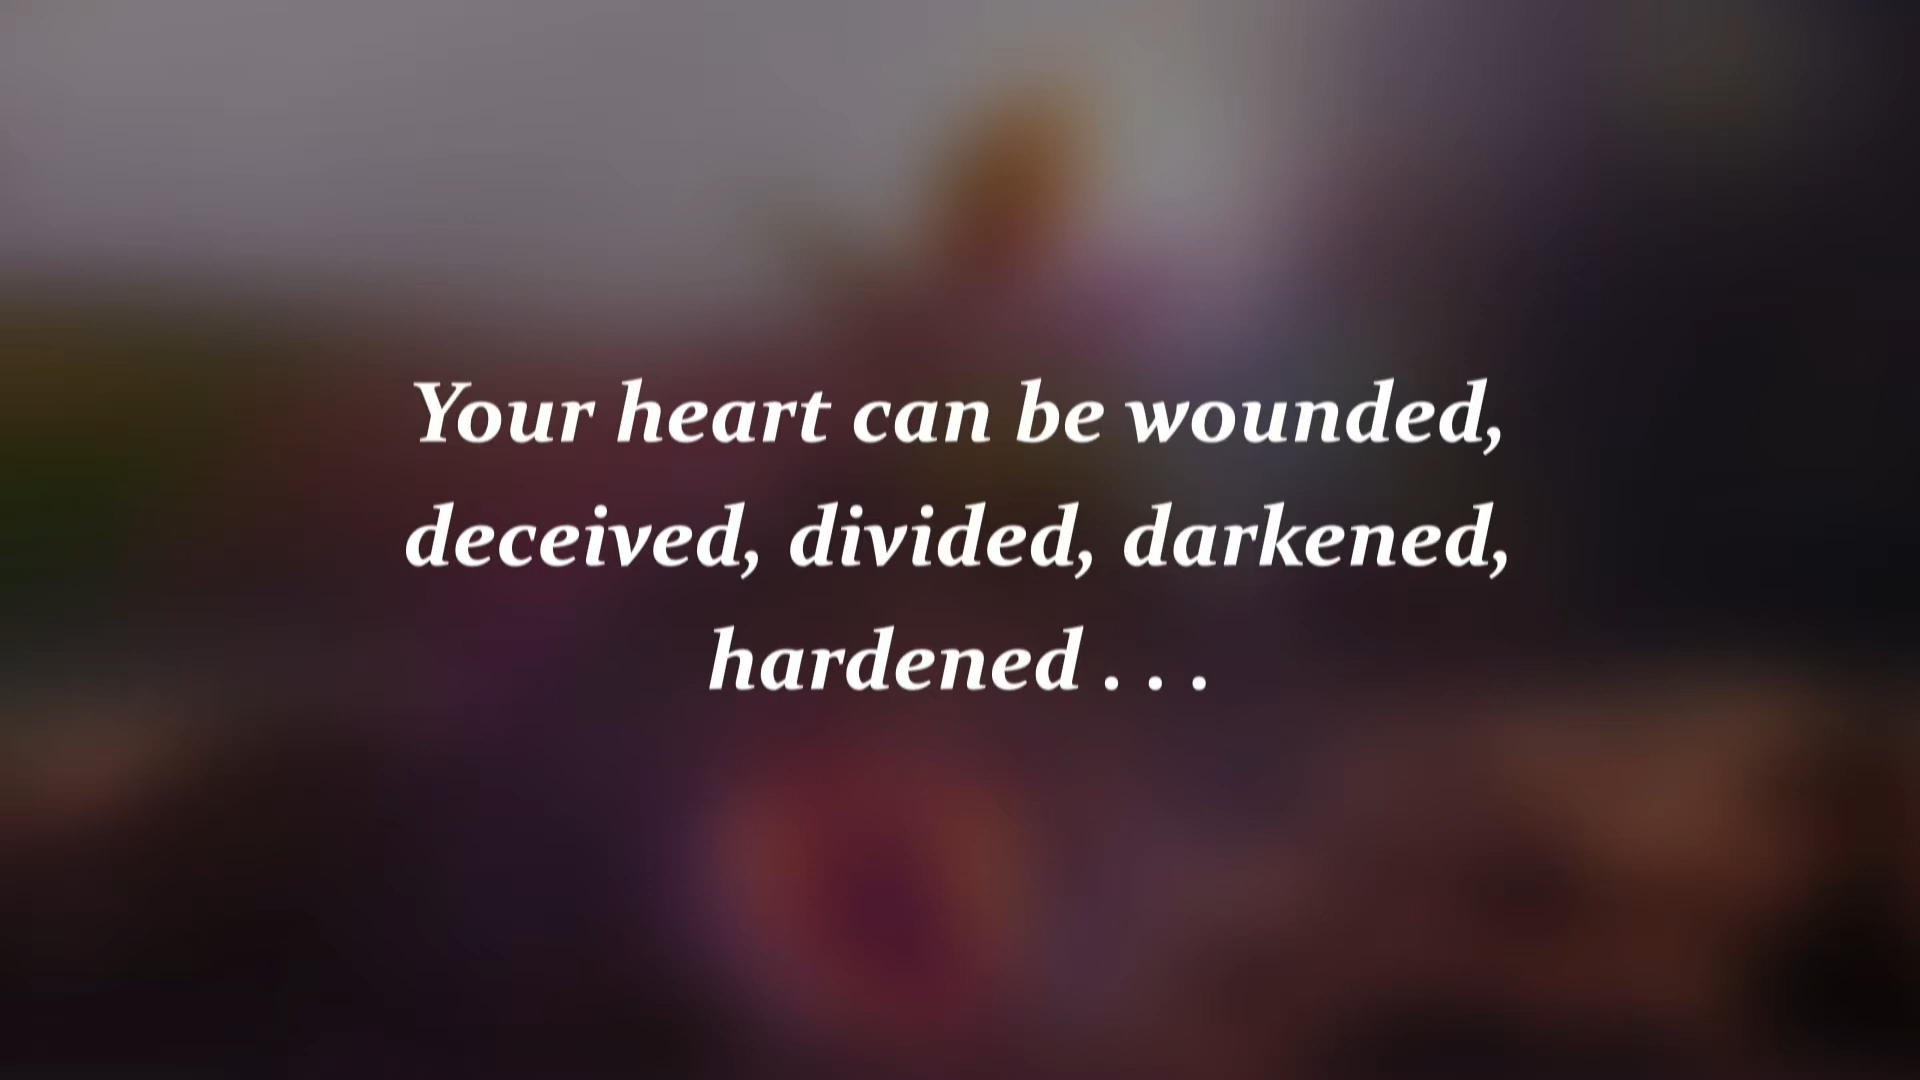 Your heart can be wounded,
deceived, divided, darkened,
hardened . . .